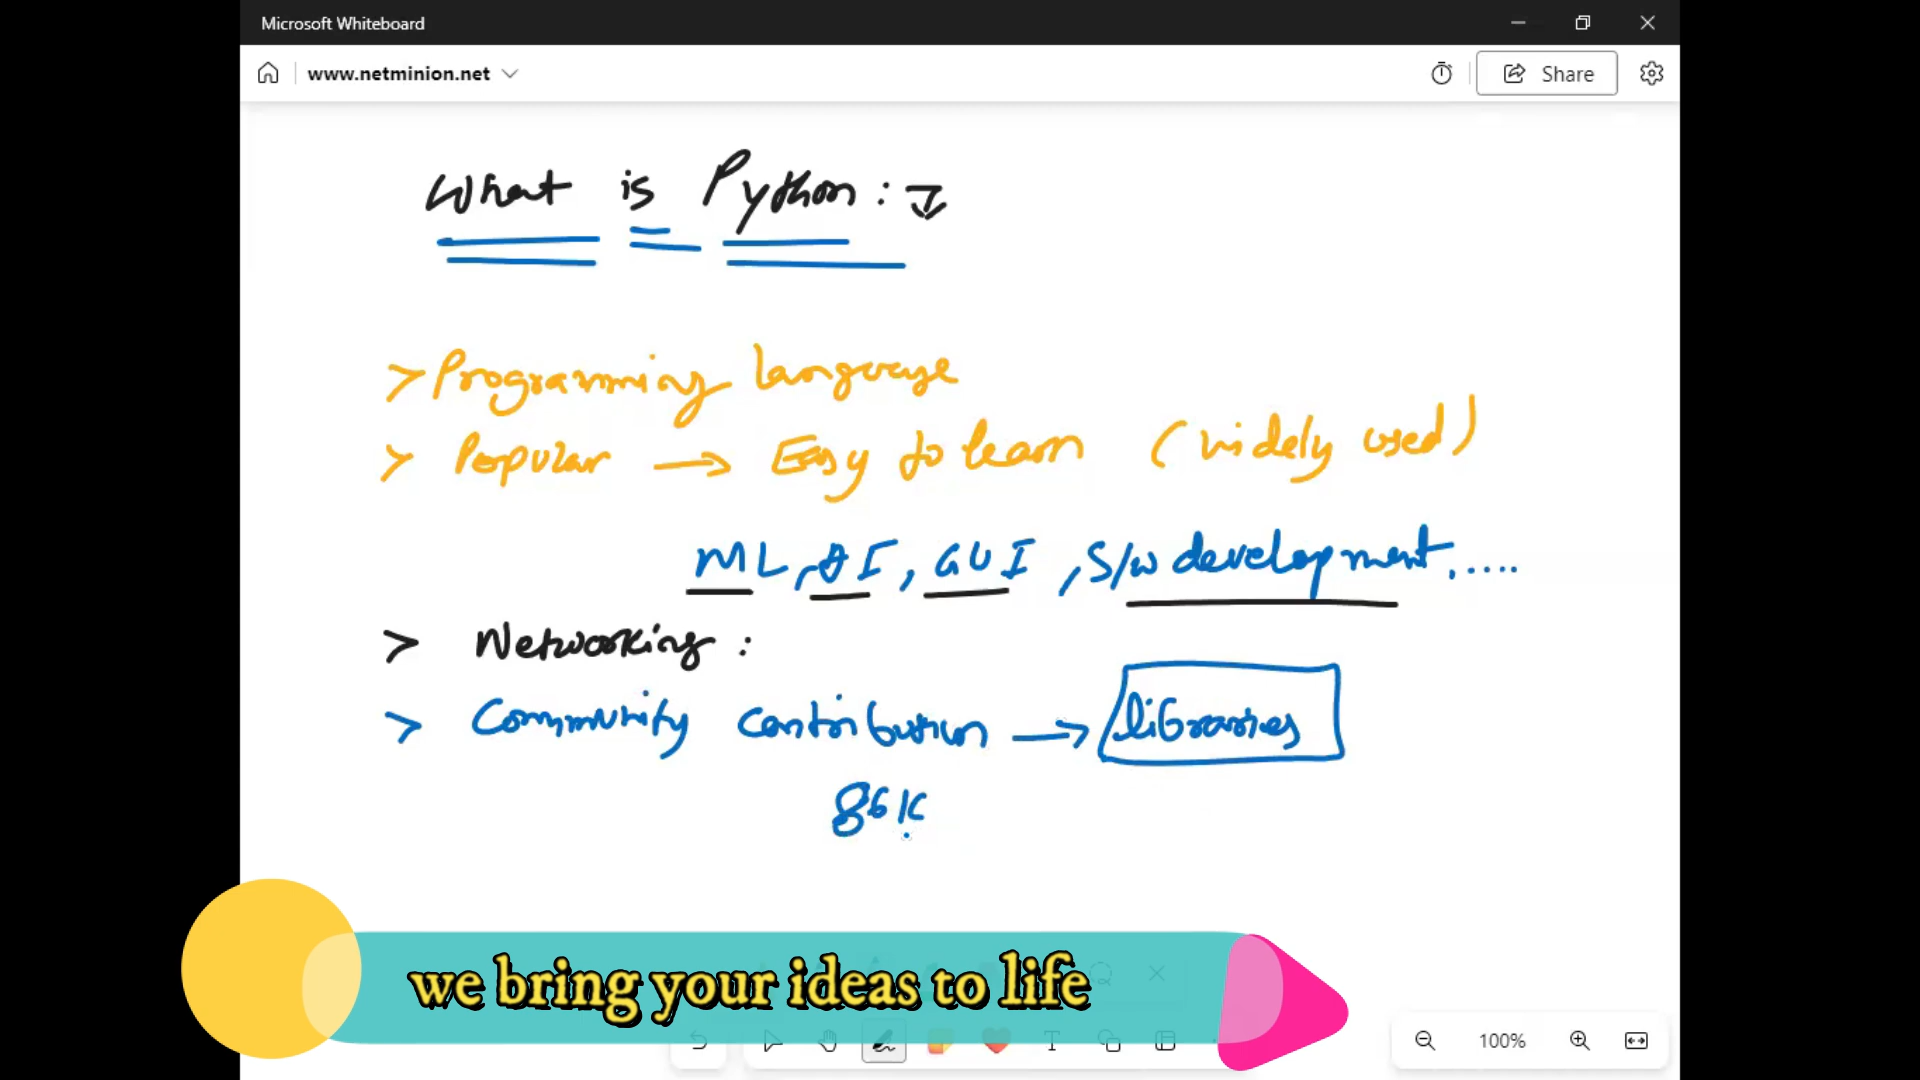 Microsoft Whiteboard
www.netminion.net
Share
What is Python :
> Programming language
> Popular → Easy to learn (widely used)
ML, AI, GUI, S/w development.....
> Networking :
> Community contribution → libraries
86K
we bring your ideas to life
100%